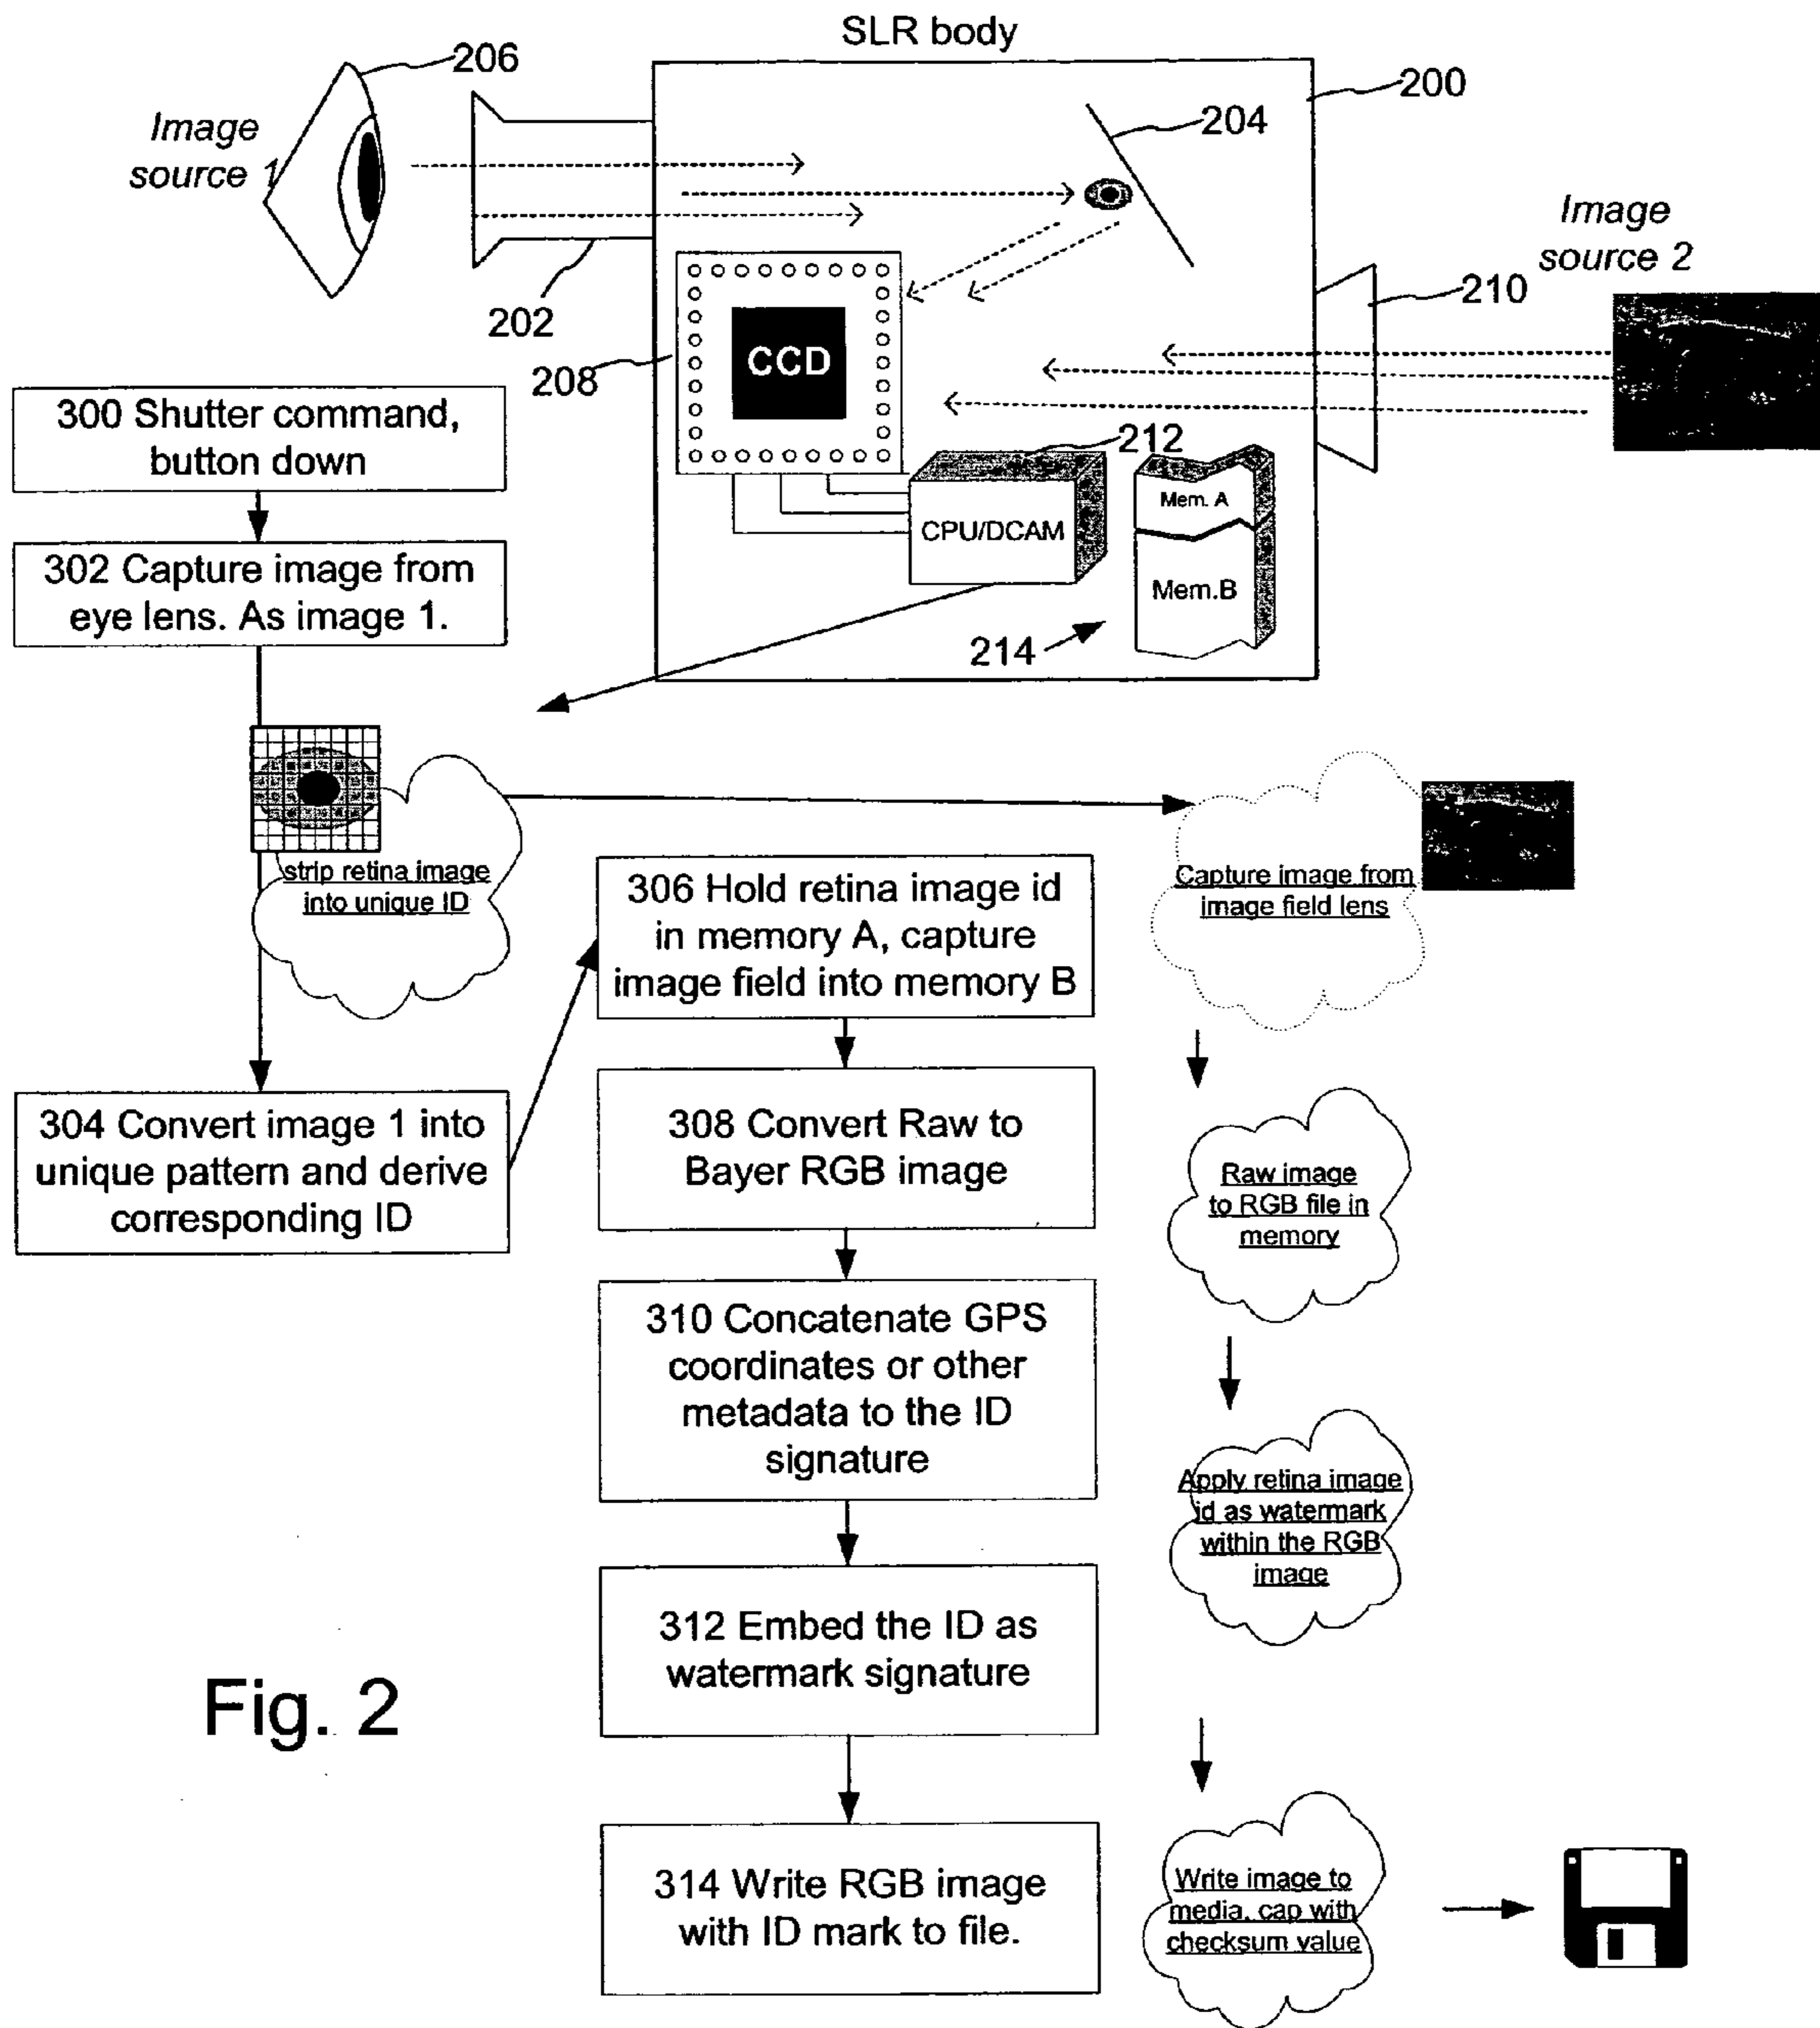 SLR body
206
200
204
Image
source 1
Image
source 2
210
202
208
CCD
212
Mem. A
CPU/DCAM
Mem.B
214
300 Shutter command,
button down
302 Capture image from
eye lens. As image 1.
strip retina image
into unique ID
Capture image from
image field lens
304 Convert image 1 into
unique pattern and derive
corresponding ID
306 Hold retina image id
in memory A, capture
image field into memory B
308 Convert Raw to
Bayer RGB image
Raw image
to RGB file in
memory
310 Concatenate GPS
coordinates or other
metadata to the ID
signature
Apply retina image
id as watermark
within the RGB
image
312 Embed the ID as
watermark signature
Fig. 2
314 Write RGB image
with ID mark to file.
Write image to
media, cap with
checksum value